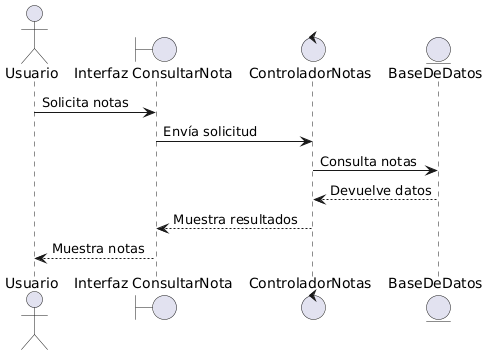 Usuario Interfaz ConsultarNota ControladorNotas BaseDeDatos
Solicita notas
Envía solicitud
Consulta notas
Devuelve datos
Muestra resultados
Muestra notas
Usuario Interfaz ConsultarNota ControladorNotas BaseDeDatos